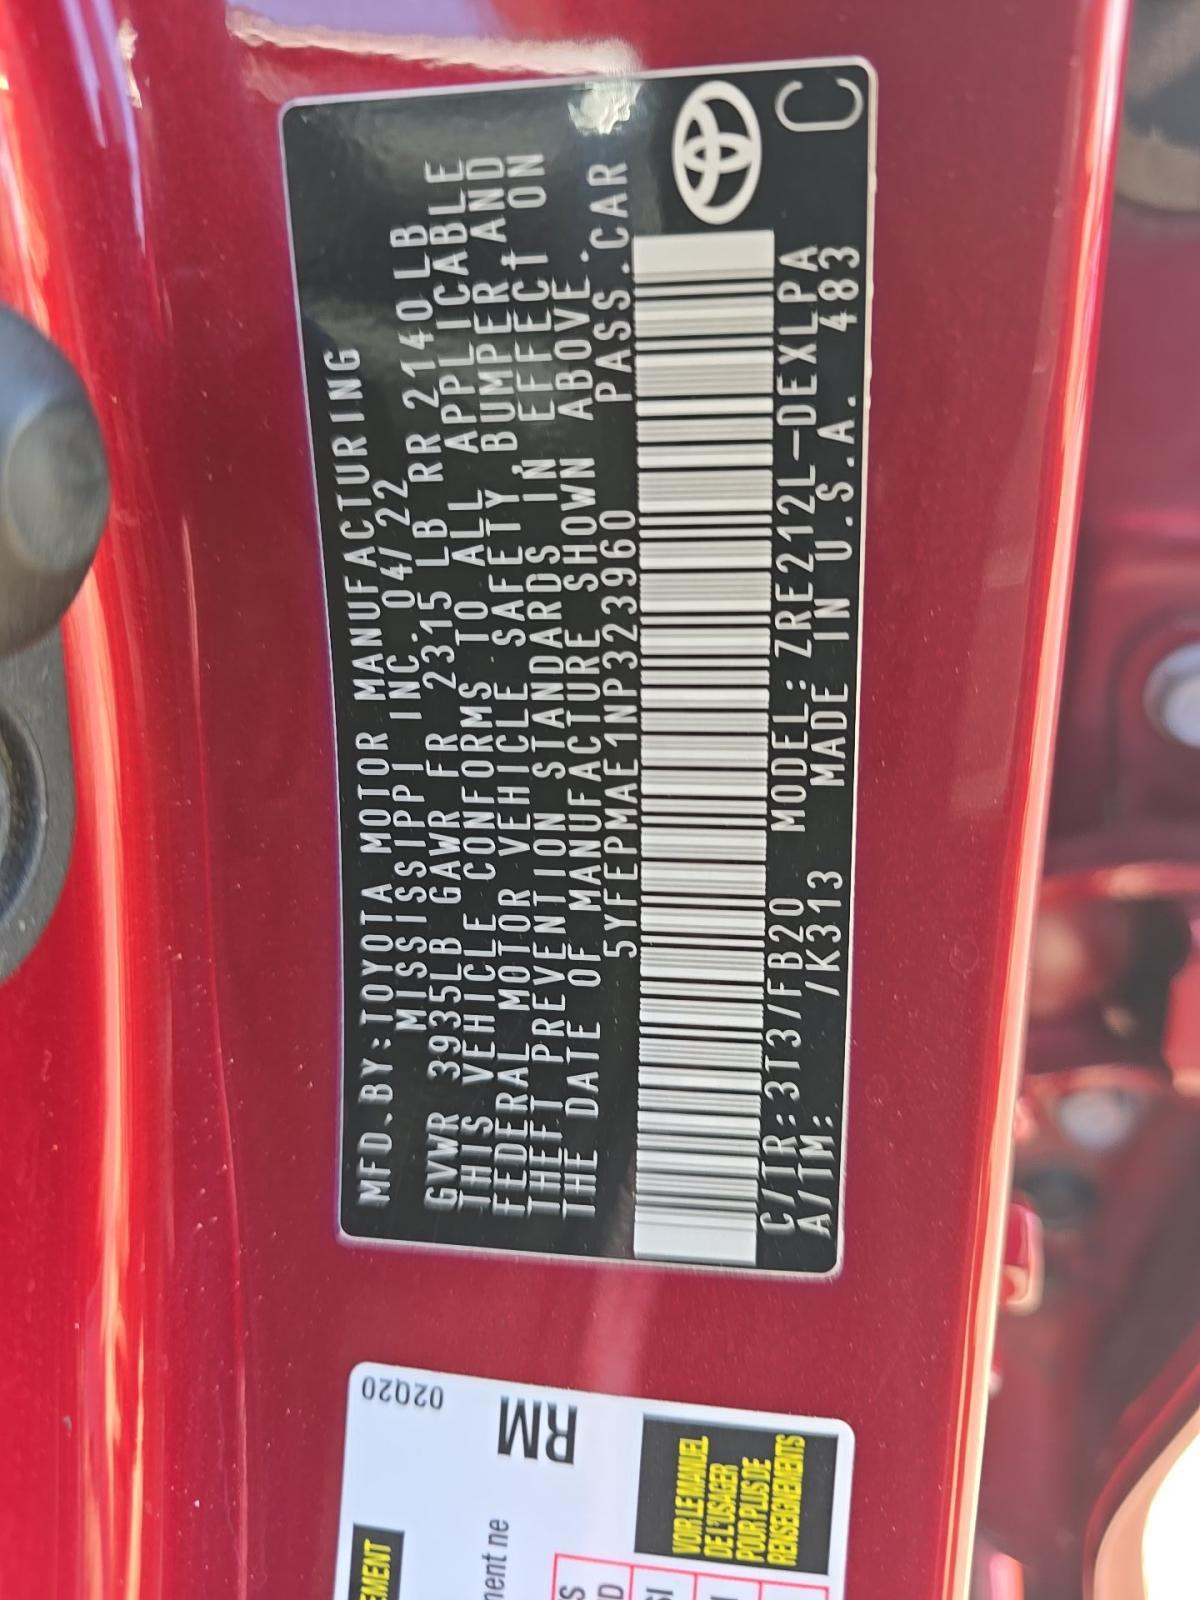 MFD.BY:TOYOTA MOTOR MANUFACTURING
MISSISSIPPI INC. 04/22
GVWR 3935LB GAWR FR 2315 LB RR 2140LB
THIS VEHICLE CONFORMS TO ALL APPLICABLE
FEDERAL MOTOR VEHICLE SAFETY, BUMPER AND
THEFT PREVENTION STANDARDS IN EFFECT ON
THE DATE OF MANUFACTURE SHOWN ABOVE.
5YFEPMAE1NP323960 PASS.CAR
C/TR:3T3/FB20 MODEL:ZRE212L-DEXLPA
A/TM: /K313 MADE IN U.S.A. 483
C
02Q20
RM
VOIR LE MANUEL
DE L'USAGER
POUR PLUS DE
RENSEIGNEMENTS